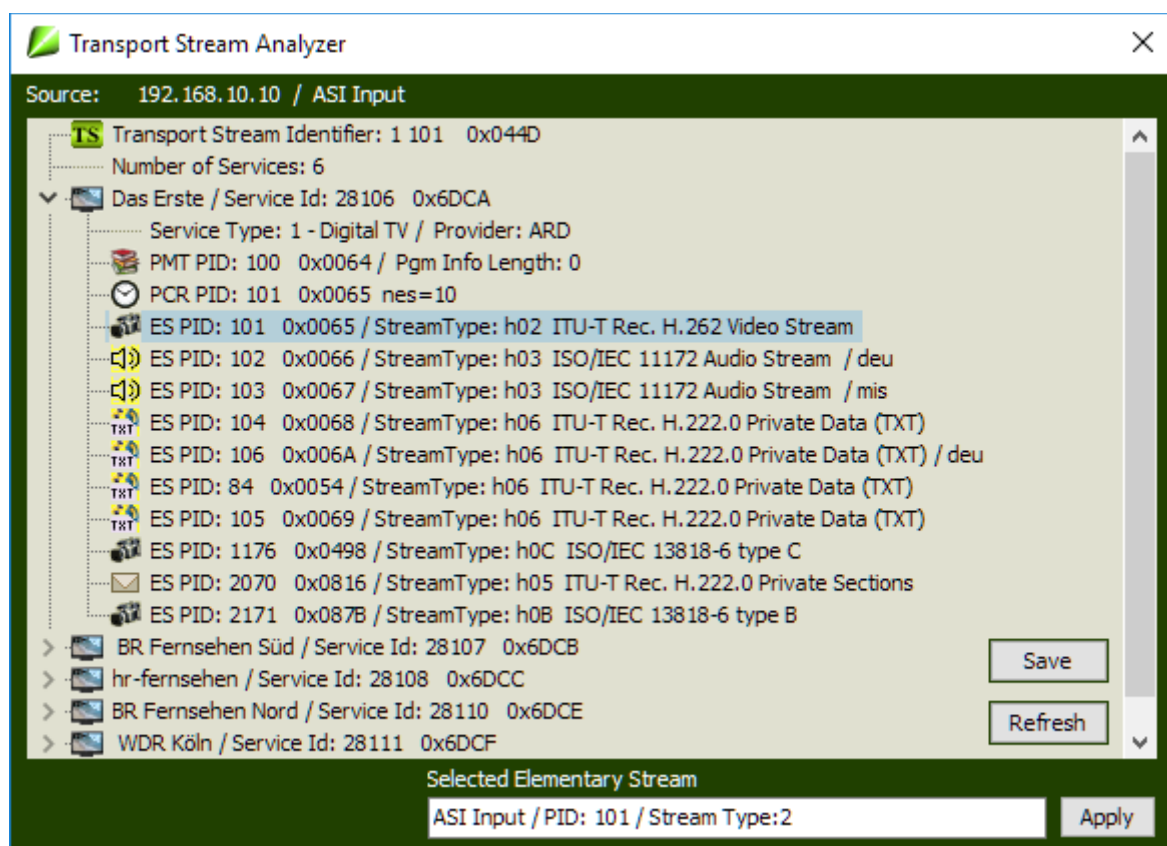 Transport Stream Analyzer
Source: 192.168.10.10 / ASI Input
TS Transport Stream Identifier: 1 101 0x044D
Number of Services: 6
Das Erste / Service Id: 28106 0x6DCA
Service Type: 1 - Digital TV / Provider: ARD
PMT PID: 100 0x0064 / Pgm Info Length: 0
PCR PID: 101 0x0065 nes=10
ES PID: 101 0x0065 / StreamType: h02 ITU-T Rec. H.262 Video Stream
ES PID: 102 0x0066 / StreamType: h03 ISO/IEC 11172 Audio Stream / deu
ES PID: 103 0x0067 / StreamType: h03 ISO/IEC 11172 Audio Stream / mis
TXT ES PID: 104 0x0068 / StreamType: h06 ITU-T Rec. H.222.0 Private Data (TXT)
TXT ES PID: 106 0x006A / StreamType: h06 ITU-T Rec. H.222.0 Private Data (TXT) / deu
TXT ES PID: 84 0x0054 / StreamType: h06 ITU-T Rec. H.222.0 Private Data (TXT)
TXT ES PID: 105 0x0069 / StreamType: h06 ITU-T Rec. H.222.0 Private Data (TXT)
ES PID: 1176 0x0498 / StreamType: h0C ISO/IEC 13818-6 type C
ES PID: 2070 0x0816 / StreamType: h05 ITU-T Rec. H.222.0 Private Sections
ES PID: 2171 0x087B / StreamType: h0B ISO/IEC 13818-6 type B
BR Fernsehen Süd / Service Id: 28107 0x6DCB
hr-fernsehen / Service Id: 28108 0x6DCC
BR Fernsehen Nord / Service Id: 28110 0x6DCE
WDR Köln / Service Id: 28111 0x6DCF
Save
Refresh
Selected Elementary Stream
ASI Input / PID: 101 / Stream Type:2
Apply